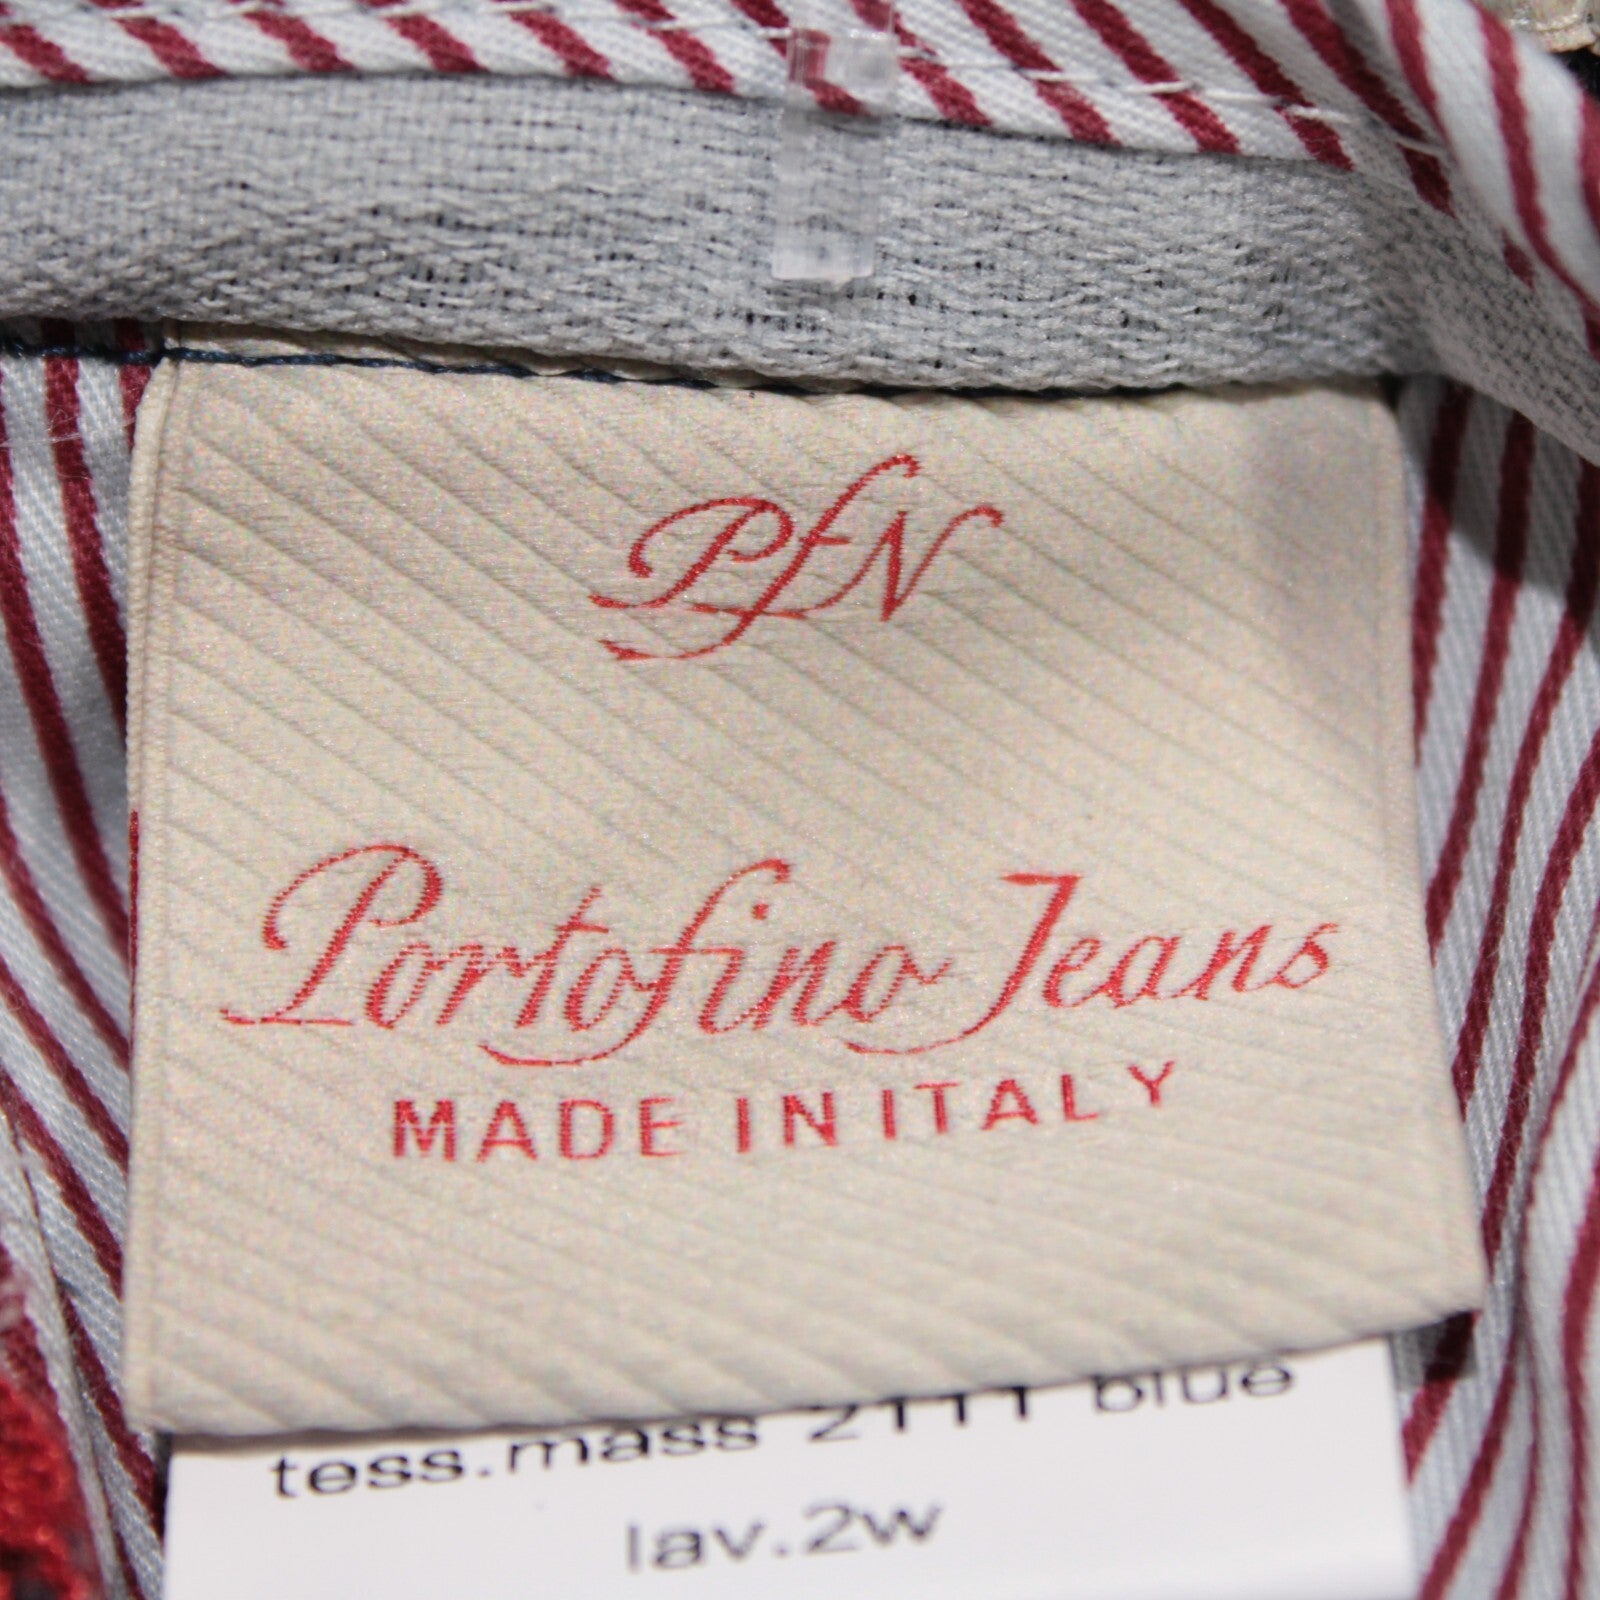 PfN
Portofino Jeans
MADE IN ITALY
tess.mass 2111 blue
lav.2w